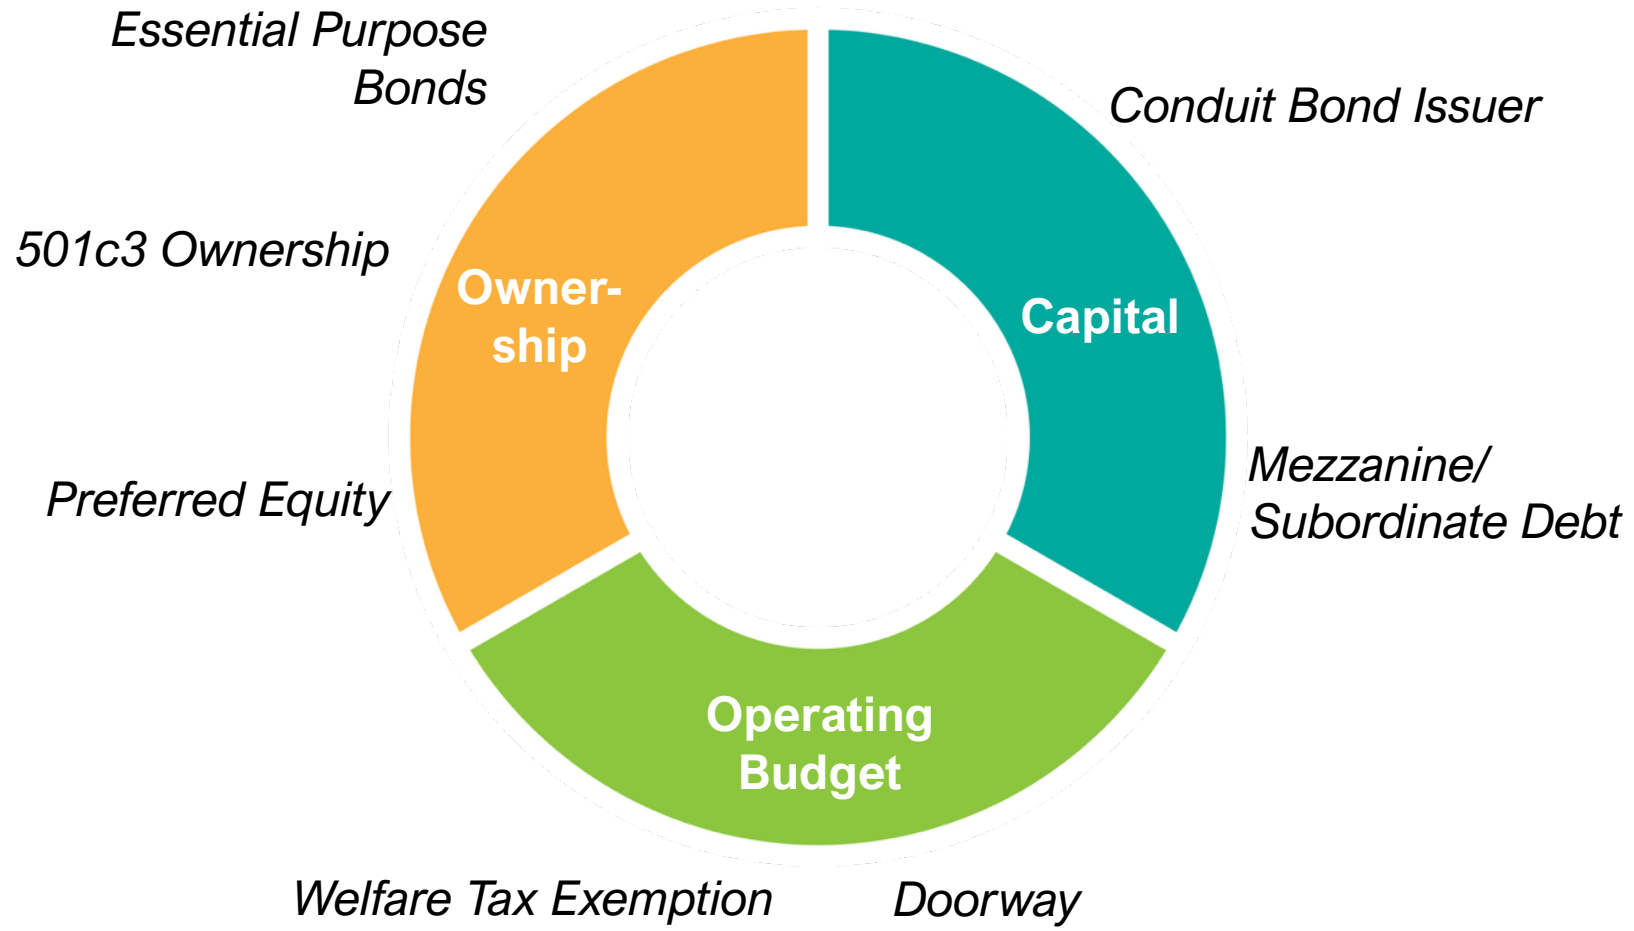 Essential Purpose
Bonds
Conduit Bond Issuer
501c3 Ownership
Owner-
ship
Capital
Preferred Equity
Mezzanine/
Subordinate Debt
Operating
Budget
Welfare Tax Exemption
Doorway